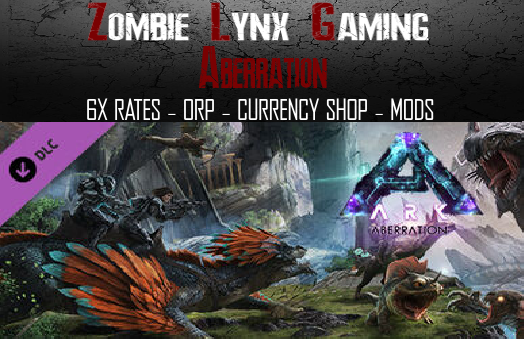 Zombie Lynx Gaming
Aberration
6X RATES - ORP - CURRENCY SHOP - MODS
DLC
ARK
ABERRATION